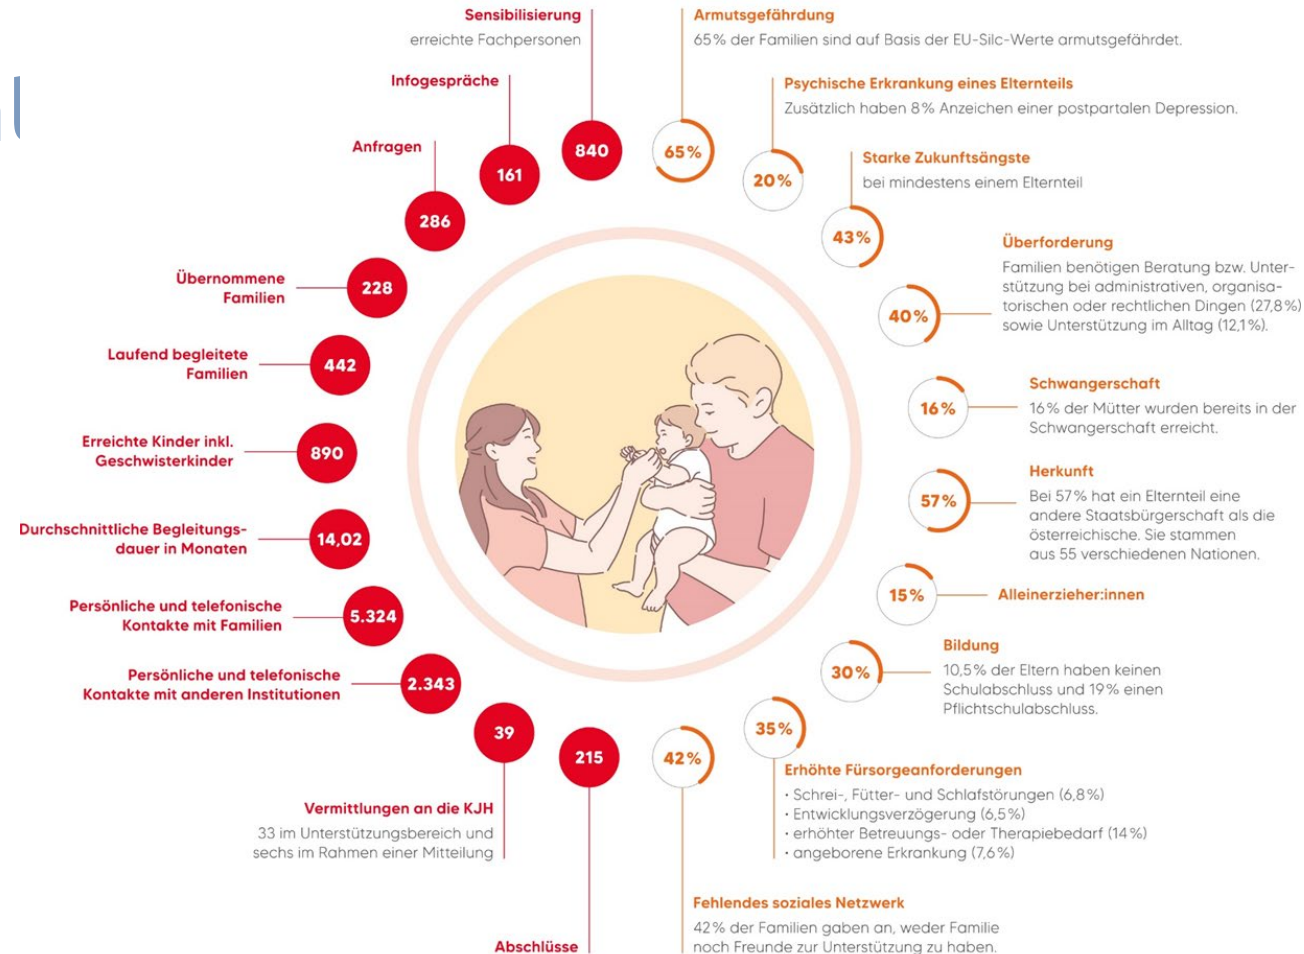 Sensibilisierung
erreichte Fachpersonen
840
Infogespräche
161
Anfragen
286
Übernommene
Familien
228
Laufend begleitete
Familien
442
Erreichte Kinder inkl.
Geschwisterkinder
890
Durchschnittliche Begleitungs-
dauer in Monaten
14,02
Persönliche und telefonische
Kontakte mit Familien
5.324
Persönliche und telefonische
Kontakte mit anderen Institutionen
2.343
39
Vermittlungen an die KJH
33 im Unterstützungsbereich und
sechs im Rahmen einer Mitteilung
215
Abschlüsse
Armutsgefährdung
65% der Familien sind auf Basis der EU-Silc-Werte armutsgefährdet.
65%
Psychische Erkrankung eines Elternteils
Zusätzlich haben 8% Anzeichen einer postpartalen Depression.
20%
Starke Zukunftsängste
bei mindestens einem Elternteil
43%
Überforderung
Familien benötigen Beratung bzw. Unter-
stützung bei administrativen, organisa-
torischen oder rechtlichen Dingen (27,8%)
sowie Unterstützung im Alltag (12,1%).
40%
Schwangerschaft
16% der Mütter wurden bereits in der
Schwangerschaft erreicht.
16%
Herkunft
Bei 57% hat ein Elternteil eine
andere Staatsbürgerschaft als die
österreichische. Sie stammen
aus 55 verschiedenen Nationen.
57%
Alleinerzieher:innen
15%
Bildung
10,5% der Eltern haben keinen
Schulabschluss und 19% einen
Pflichtschulabschluss.
30%
35%
Erhöhte Fürsorgeanforderungen
· Schrei-, Fütter- und Schlafstörungen (6,8%)
· Entwicklungsverzögerung (6,5%)
· erhöhter Betreuungs- oder Therapiebedarf (14%)
· angeborene Erkrankung (7,6%)
42%
Fehlendes soziales Netzwerk
42% der Familien gaben an, weder Familie
noch Freunde zur Unterstützung zu haben.